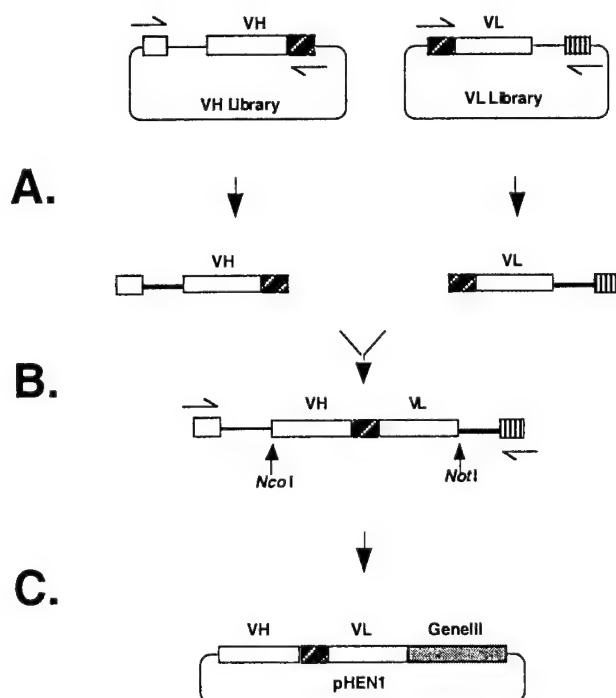 VH
VL
VH Library
VL Library
A.
VH
VL
B.
VH
VL
NcoI
NotI
C.
VH
VL
GeneIII
pHEN1